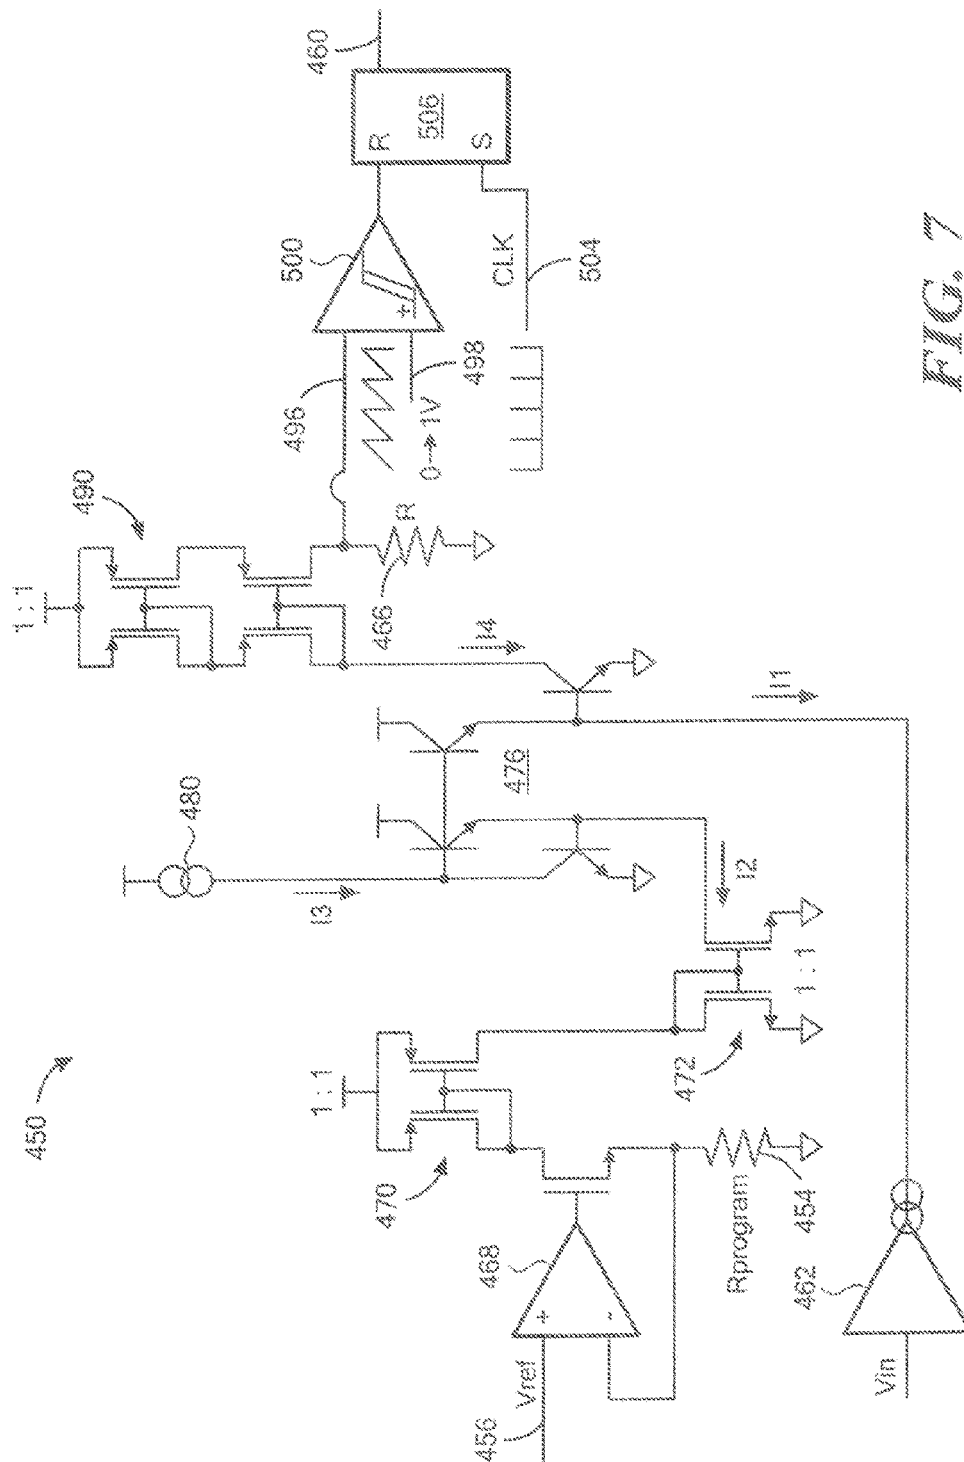 450
456
Vref
+
-
468
470
1 : 1
Rprogram
454
Vin
462
472
1 : 1
I2
I3
480
476
I1
I4
490
1 : 1
466
R
496
0→1V
498
+
500
CLK
504
R
S
506
460
FIG. 7